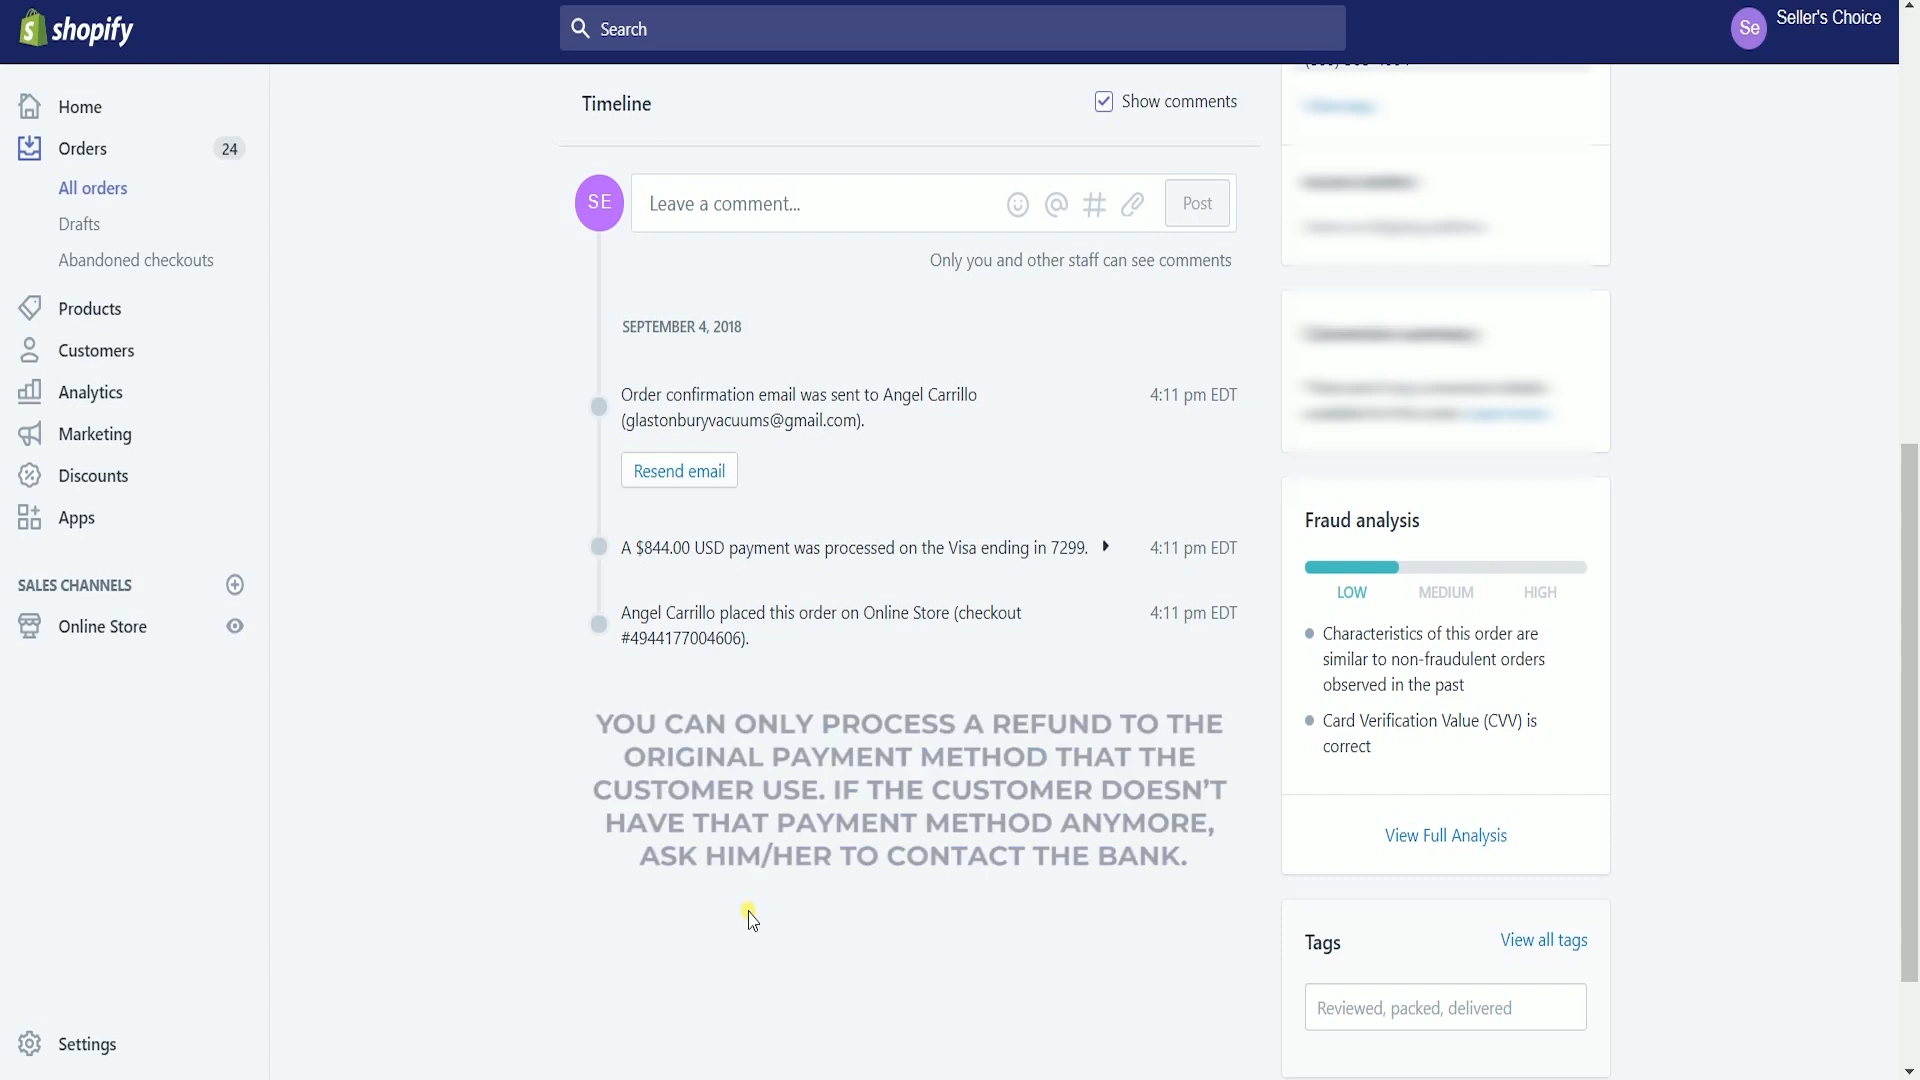 shopify
Search
Se
Seller's Choice
Home
Orders
24
All orders
Drafts
Abandoned checkouts
Products
Customers
Analytics
Marketing
Discounts
Apps
SALES CHANNELS
Online Store
Settings
Timeline
Show comments
SE
Leave a comment...
Post
Only you and other staff can see comments
SEPTEMBER 4, 2018
Order confirmation email was sent to Angel Carrillo
4:11 pm EDT
(glastonburyvacuums@gmail.com).
Resend email
A $844.00 USD payment was processed on the Visa ending in 7299.
4:11 pm EDT
Angel Carrillo placed this order on Online Store (checkout
4:11 pm EDT
#4944177004606).
YOU CAN ONLY PROCESS A REFUND TO THE
ORIGINAL PAYMENT METHOD THAT THE
CUSTOMER USE. IF THE CUSTOMER DOESN'T
HAVE THAT PAYMENT METHOD ANYMORE,
ASK HIM/HER TO CONTACT THE BANK.
Fraud analysis
LOW
MEDIUM
HIGH
Characteristics of this order are
similar to non-fraudulent orders
observed in the past
Card Verification Value (CVV) is
correct
View Full Analysis
Tags
View all tags
Reviewed, packed, delivered